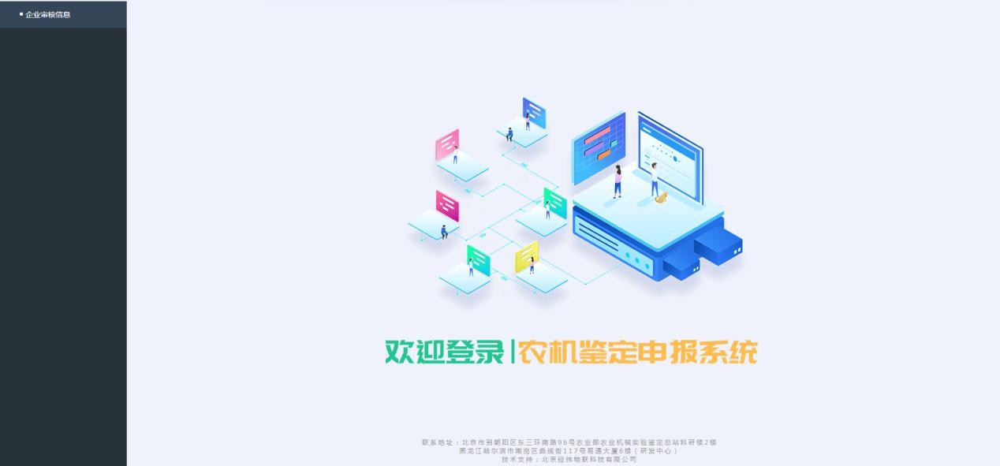 企业审核信息
欢迎登录|农机鉴定申报系统
联系地址：北京市到朝阳区东三环南路96号农业部农业机械实验鉴定总站科研楼2楼
黑龙江哈尔滨市南岗区曲线街117号易通大厦6楼（研发中心）
技术支持：北京经纬物联科技有限公司